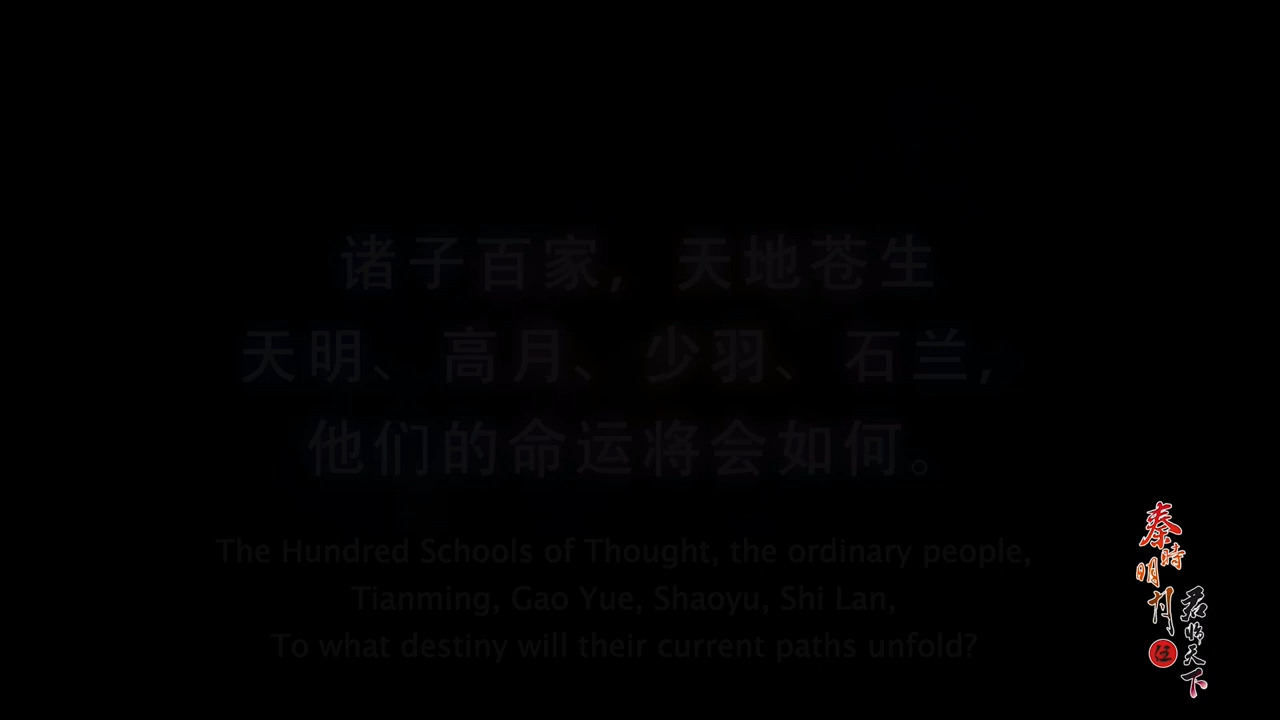 诸子百家，天地苍生
天明、高月、少羽、石兰，
他们的命运将会如何。
The Hundred Schools of Thought, the ordinary people,
Tianming, Gao Yue, Shaoyu, Shi Lan,
To what destiny will their current paths unfold?
秦時明月
君临天下
伍